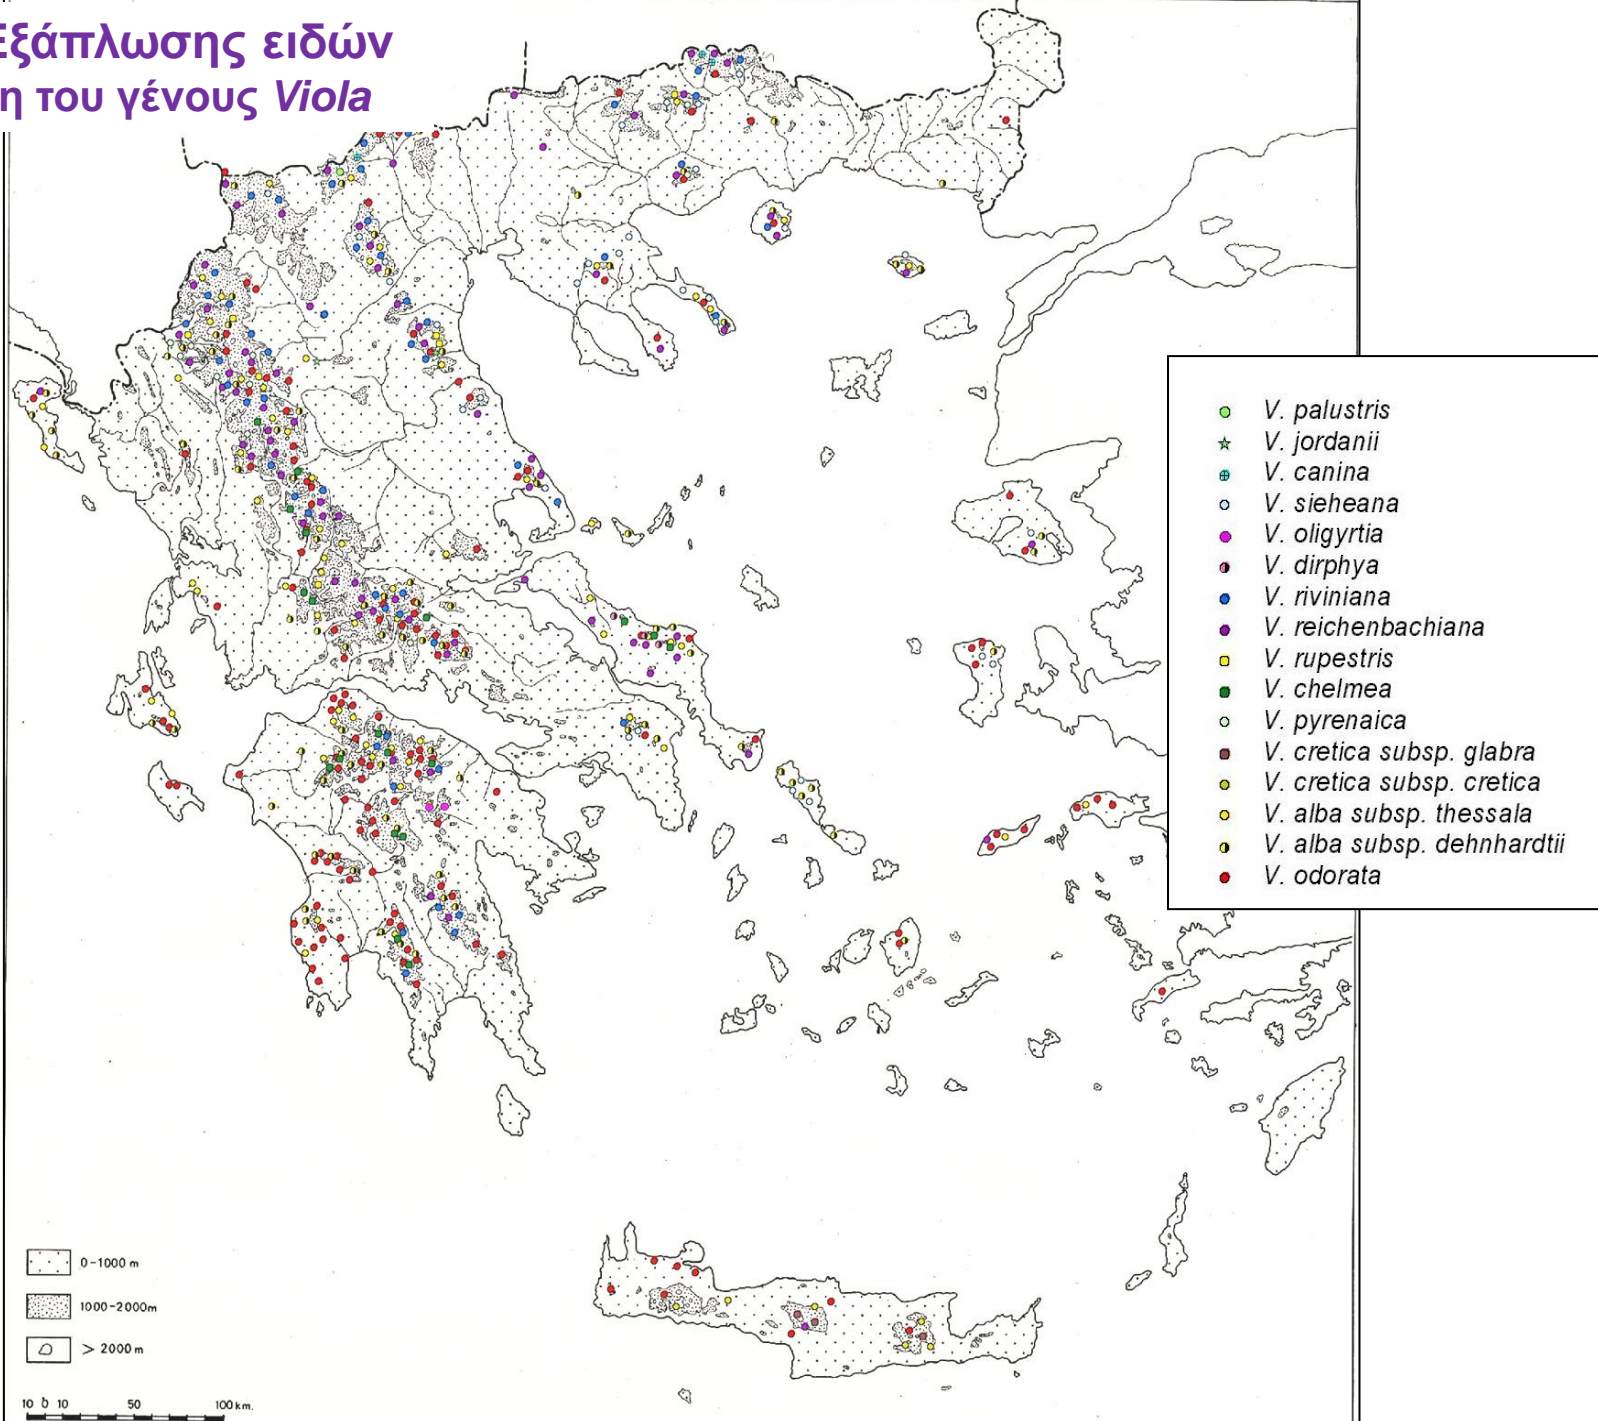 Εξάπλωσης ειδών
η του γένους Viola
V. palustris
V. jordanii
V. canina
V. sieheana
V. oligyrtia
V. dirphya
V. riviniana
V. reichenbachiana
V. rupestris
V. chelmea
V. pyrenaica
V. cretica subsp. glabra
V. cretica subsp. cretica
V. alba subsp. thessala
V. alba subsp. dehnhardtii
V. odorata
0-1000 m
1000-2000m
> 2000 m
10 0 10 50 100 km.